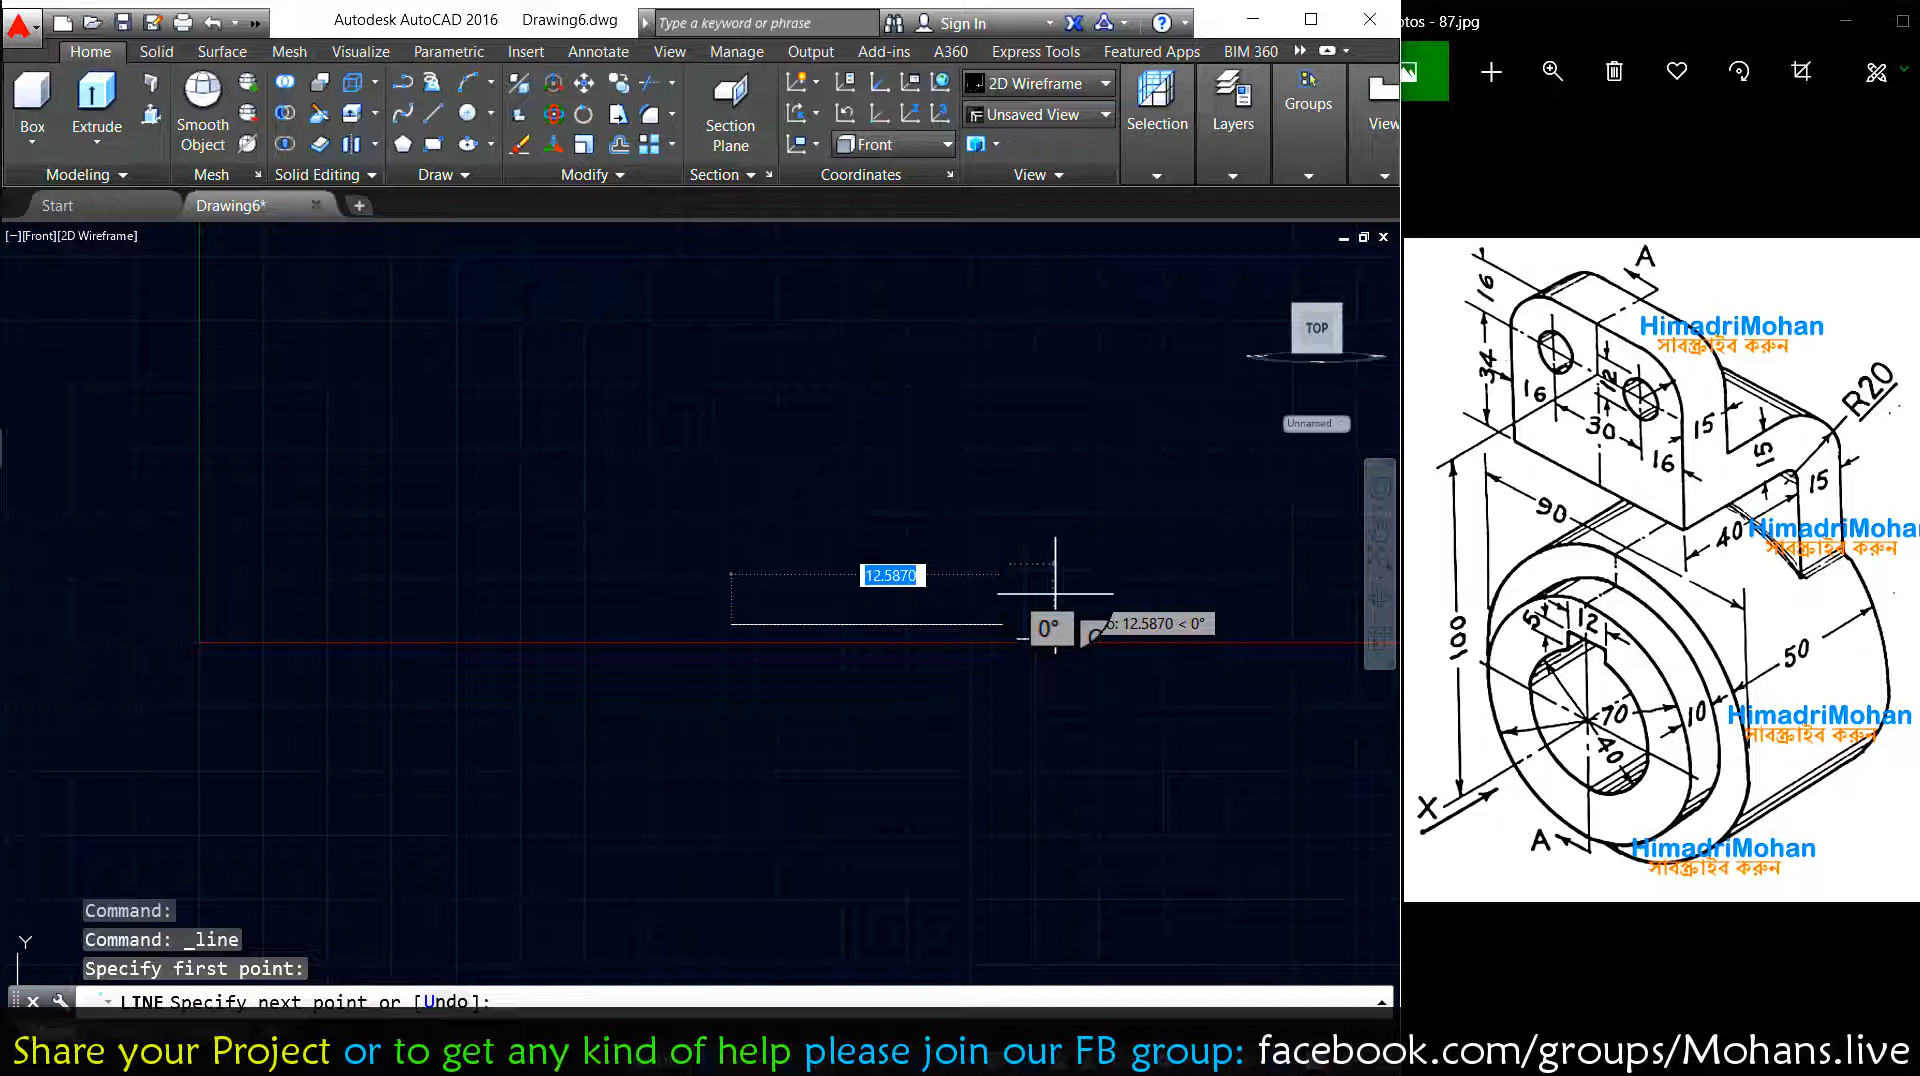 Autodesk AutoCAD 2016 Drawing6.dwg
Type a keyword or phrase
Sign In
otos - 87.jpg
Home Solid Surface Mesh Visualize Parametric Insert Annotate View Manage Output Add-ins A360 Express Tools Featured Apps BIM 360
Box
Extrude
Smooth
Object
Section
Plane
2D Wireframe
Unsaved View
Front
Selection
Layers
Groups
View
Modeling
Mesh
Solid Editing
Draw
Modify
Section
Coordinates
View
Start
Drawing6*
[−][Front][2D Wireframe]
TOP
Unnamed
12.5870
0°
o: 12.5870 < 0°
Y
Command:
Command: _line
Specify first point:
LINE Specify next point or [Undo]:
A
16
HimadriMohan
সাবস্ক্রাইব করুন
34
16
12
R20
30
15
16
15
15
90
40
HimadriMohan
সাবস্ক্রাইব করুন
100
5
12
50
70
10
HimadriMohan
সাবস্ক্রাইব করুন
40
X
A
HimadriMohan
সাবস্ক্রাইব করুন
Share your Project or to get any kind of help please join our FB group: facebook.com/groups/Mohans.live